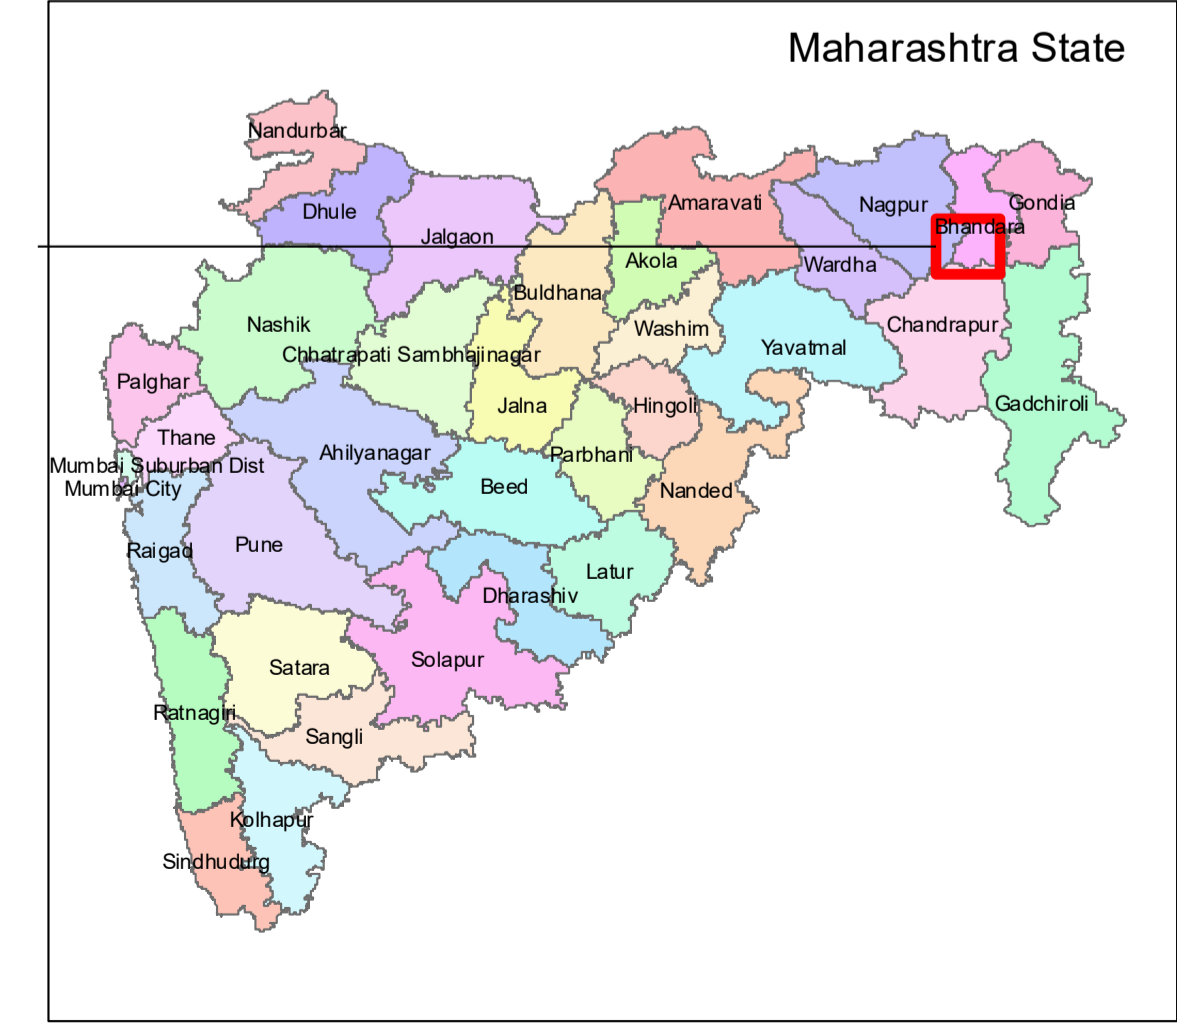 Maharashtra State
Nandurbar
Dhule
Jalgaon
Amaravati
Nagpur
Gondia
Bhandara
Akola
Wardha
Buldhana
Nashik
Washim
Chandrapur
Chhatrapati Sambhajinagar
Yavatmal
Palghar
Jalna
Hingoli
Gadchiroli
Thane
Ahilyanagar
Parbhani
Mumbai Suburban Dist
Mumbai City
Beed
Nanded
Raigad
Pune
Latur
Dharashiv
Satara
Solapur
Ratnagiri
Sangli
Kolhapur
Sindhudurg